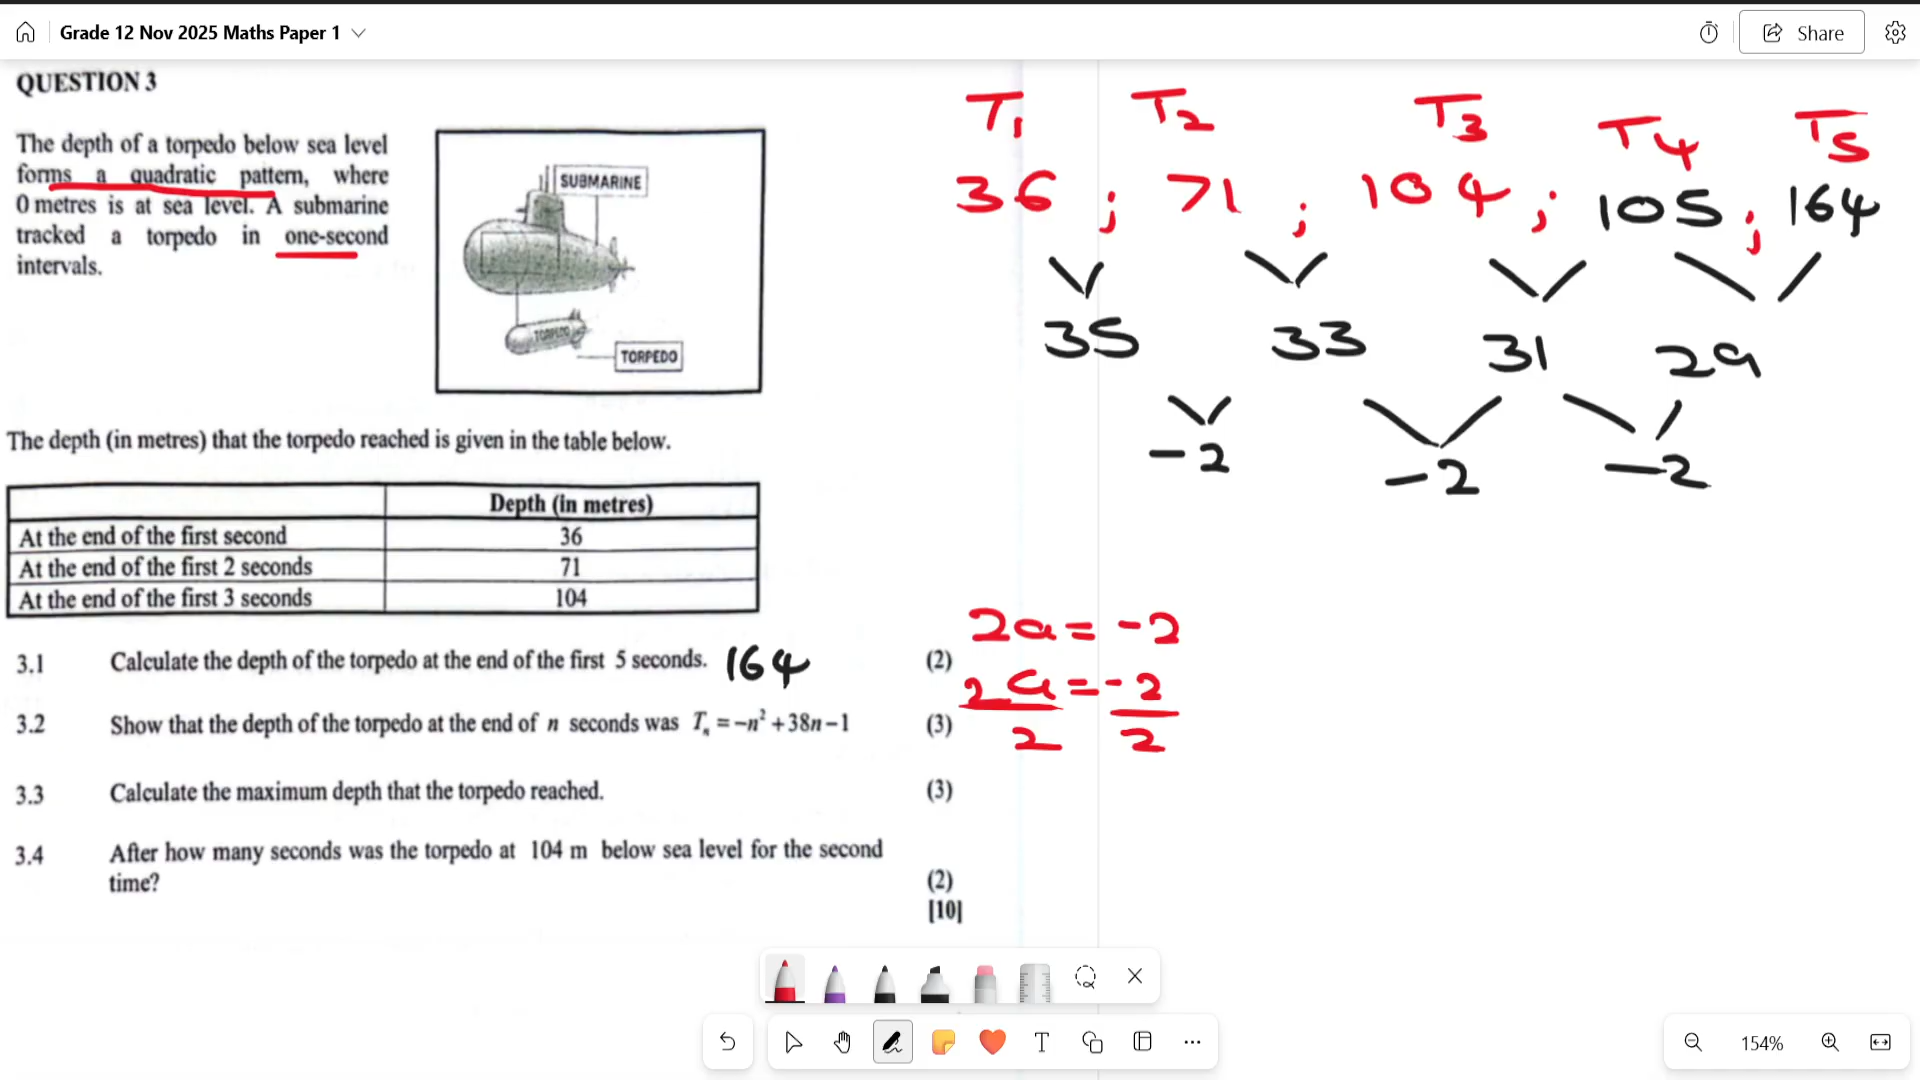 Grade 12 Nov 2025 Maths Paper 1
Share
QUESTION 3
The depth of a torpedo below sea level
forms a quadratic pattern, where
0 metres is at sea level. A submarine
tracked a torpedo in one-second
intervals.
SUBMARINE
TORPEDO
TORPEDO
T1 T2 T3 T4 T5
36 ; 71 ; 104 ; 105 ; 164
35 33 31 29
-2 -2 -2
The depth (in metres) that the torpedo reached is given in the table below.
Depth (in metres)
At the end of the first second 36
At the end of the first 2 seconds 71
At the end of the first 3 seconds 104
3.1 Calculate the depth of the torpedo at the end of the first 5 seconds. 164 (2)
3.2 Show that the depth of the torpedo at the end of n seconds was Tₙ = −n² + 38n − 1 (3)
3.3 Calculate the maximum depth that the torpedo reached. (3)
3.4 After how many seconds was the torpedo at 104 m below sea level for the second
time? (2)
[10]
2a = -2
2a = -2
2 2
154%